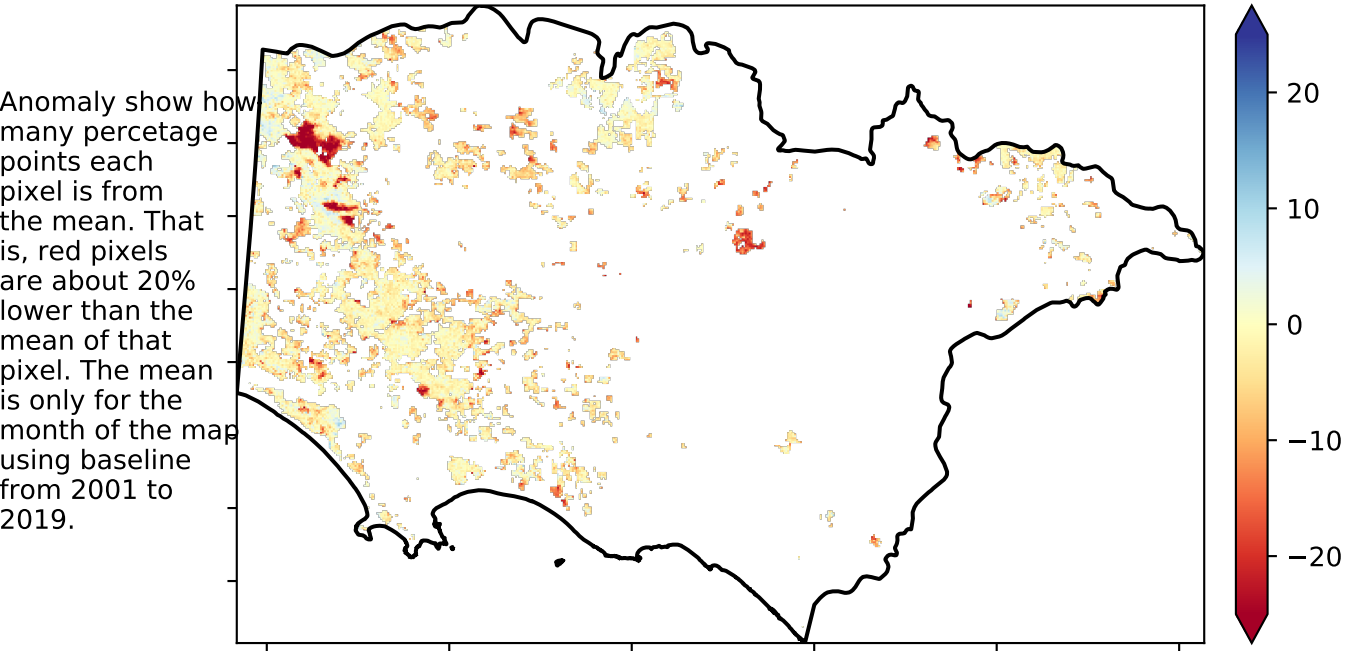 Anomaly show how
many percetage
points each
pixel is from
the mean. That
is, red pixels
are about 20%
lower than the
mean of that
pixel. The mean
is only for the
month of the map
using baseline
from 2001 to
2019.
20
10
0
−10
−20